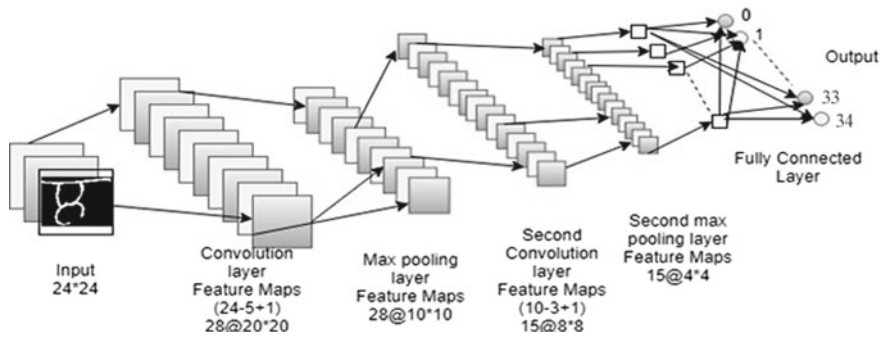 0
1
Output
33
34
Fully Connected
Layer
Input
24*24
Convolution
layer
Feature Maps
(24-5+1)
28@20*20
Max pooling
layer
Feature Maps
28@10*10
Second
Convolution
layer
Feature Maps
(10-3+1)
15@8*8
Second max
pooling layer
Feature Maps
15@4*4